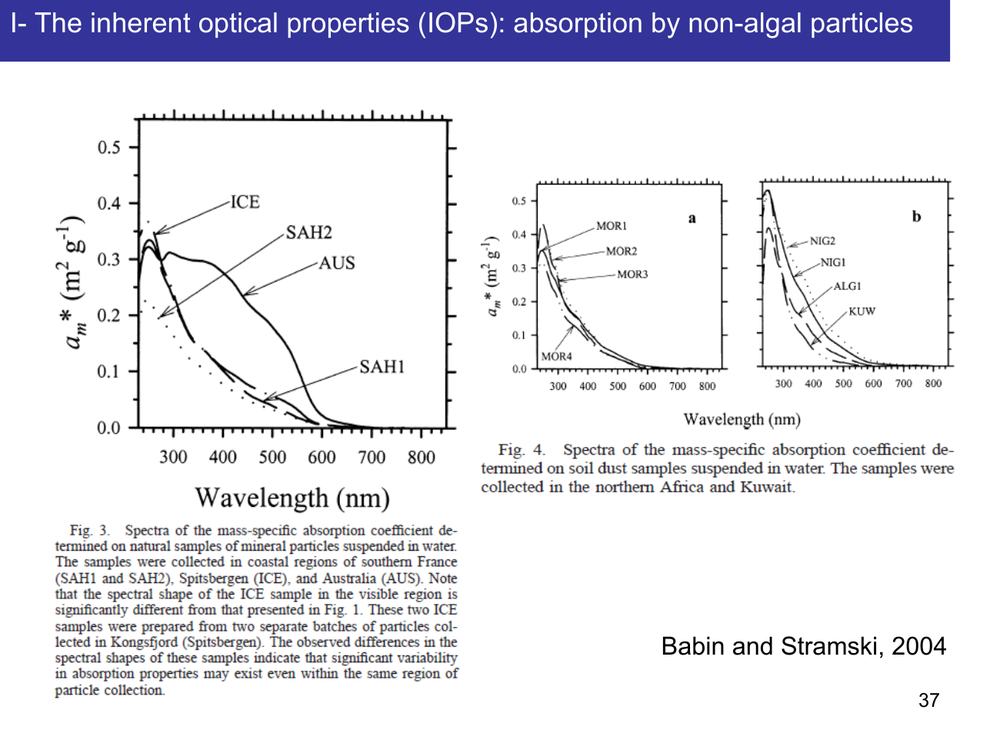 I- The inherent optical properties (IOPs): absorption by non-algal particles
0.5
0.4
0.3
0.2
0.1
0.0
am* (m2 g-1)
ICE
SAH2
AUS
SAH1
300 400 500 600 700 800
Wavelength (nm)
Fig. 3. Spectra of the mass-specific absorption coefficient de-
termined on natural samples of mineral particles suspended in water.
The samples were collected in coastal regions of southern France
(SAH1 and SAH2), Spitsbergen (ICE), and Australia (AUS). Note
that the spectral shape of the ICE sample in the visible region is
significantly different from that presented in Fig. 1. These two ICE
samples were prepared from two separate batches of particles col-
lected in Kongsfjord (Spitsbergen). The observed differences in the
spectral shapes of these samples indicate that significant variability
in absorption properties may exist even within the same region of
particle collection.
0.5
0.4
0.3
0.2
0.1
0.0
am* (m2 g-1)
a
MOR1
MOR2
MOR3
MOR4
300 400 500 600 700 800
b
NIG2
NIG1
ALG1
KUW
300 400 500 600 700 800
Wavelength (nm)
Fig. 4. Spectra of the mass-specific absorption coefficient de-
termined on soil dust samples suspended in water. The samples were
collected in the northern Africa and Kuwait.
Babin and Stramski, 2004
37